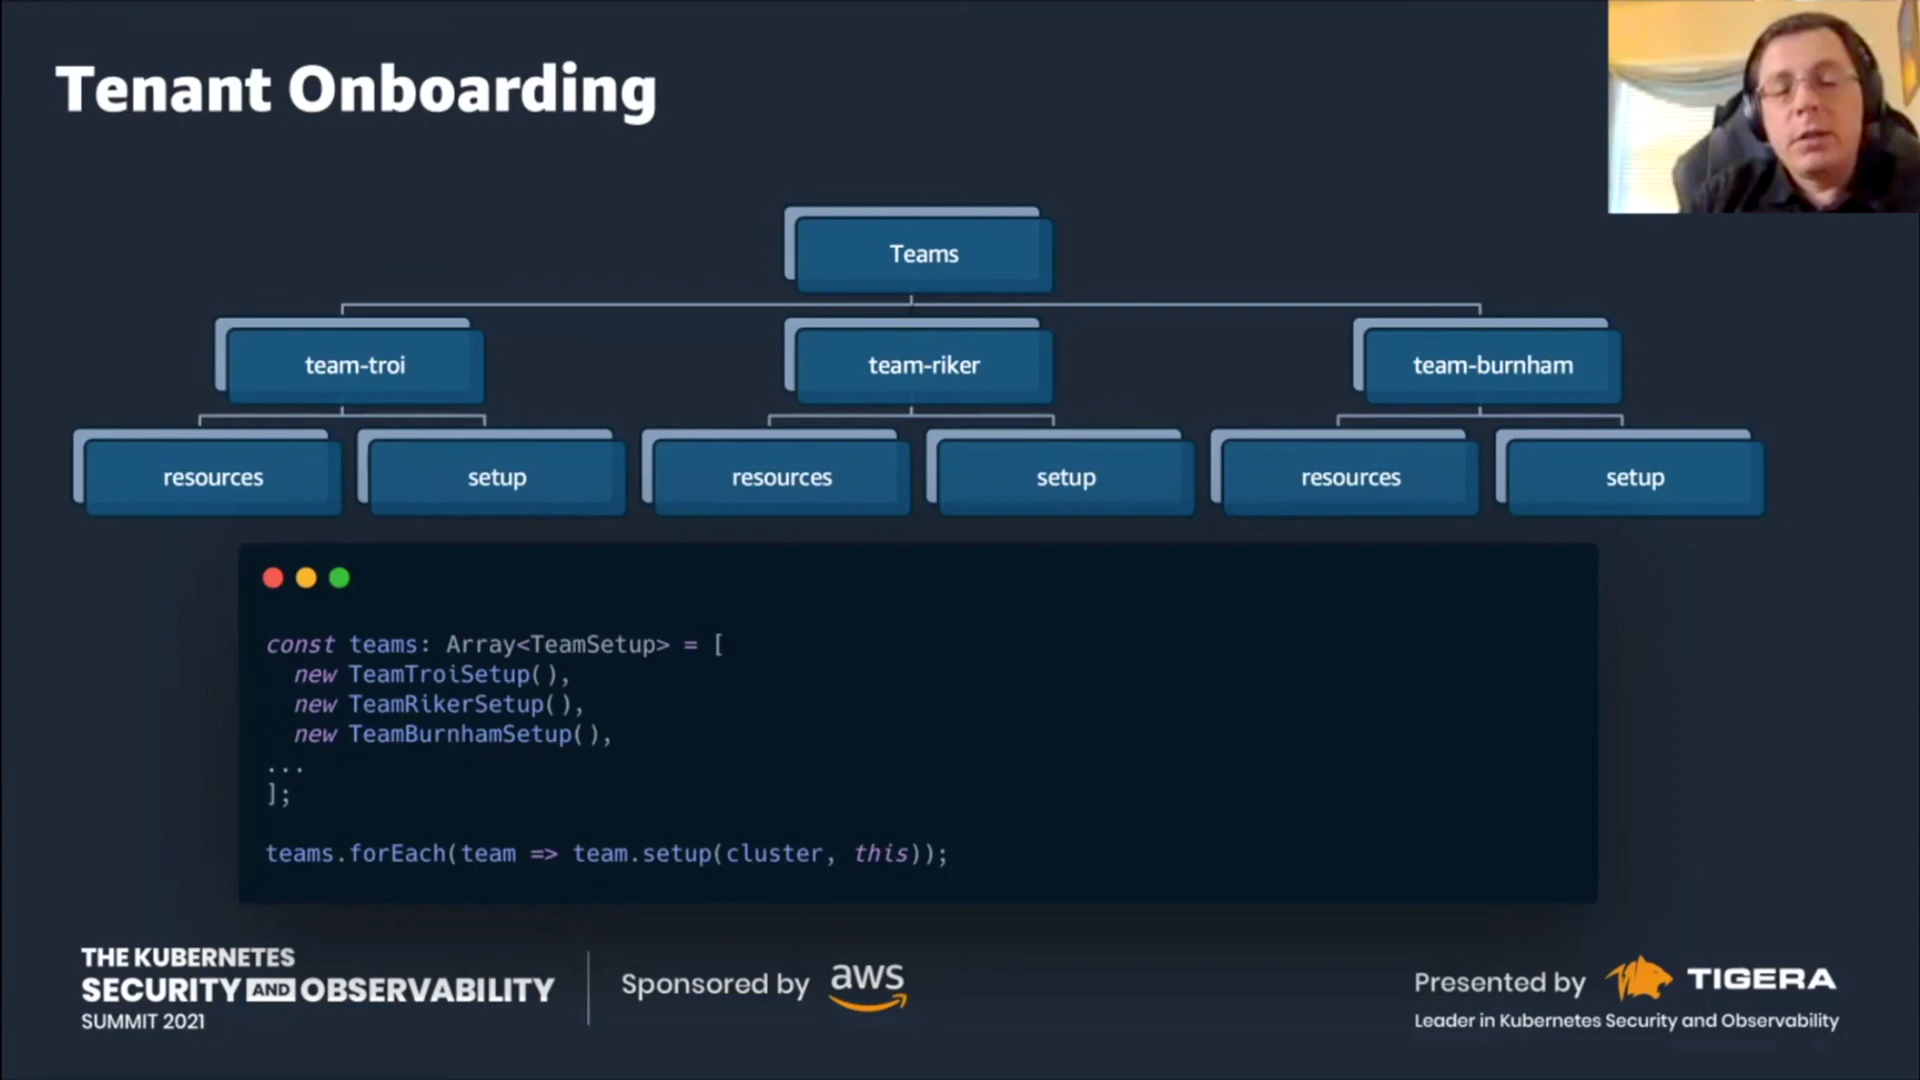 Tenant Onboarding
Teams
team-troi
team-riker
team-burnham
resources
setup
resources
setup
resources
setup
const teams: Array<TeamSetup> = [
  new TeamTroiSetup(),
  new TeamRikerSetup(),
  new TeamBurnhamSetup(),
...
];
teams.forEach(team => team.setup(cluster, this));
THE KUBERNETES
SECURITY AND OBSERVABILITY
SUMMIT 2021
Sponsored by aws
Presented by TIGERA
Leader in Kubernetes Security and Observability